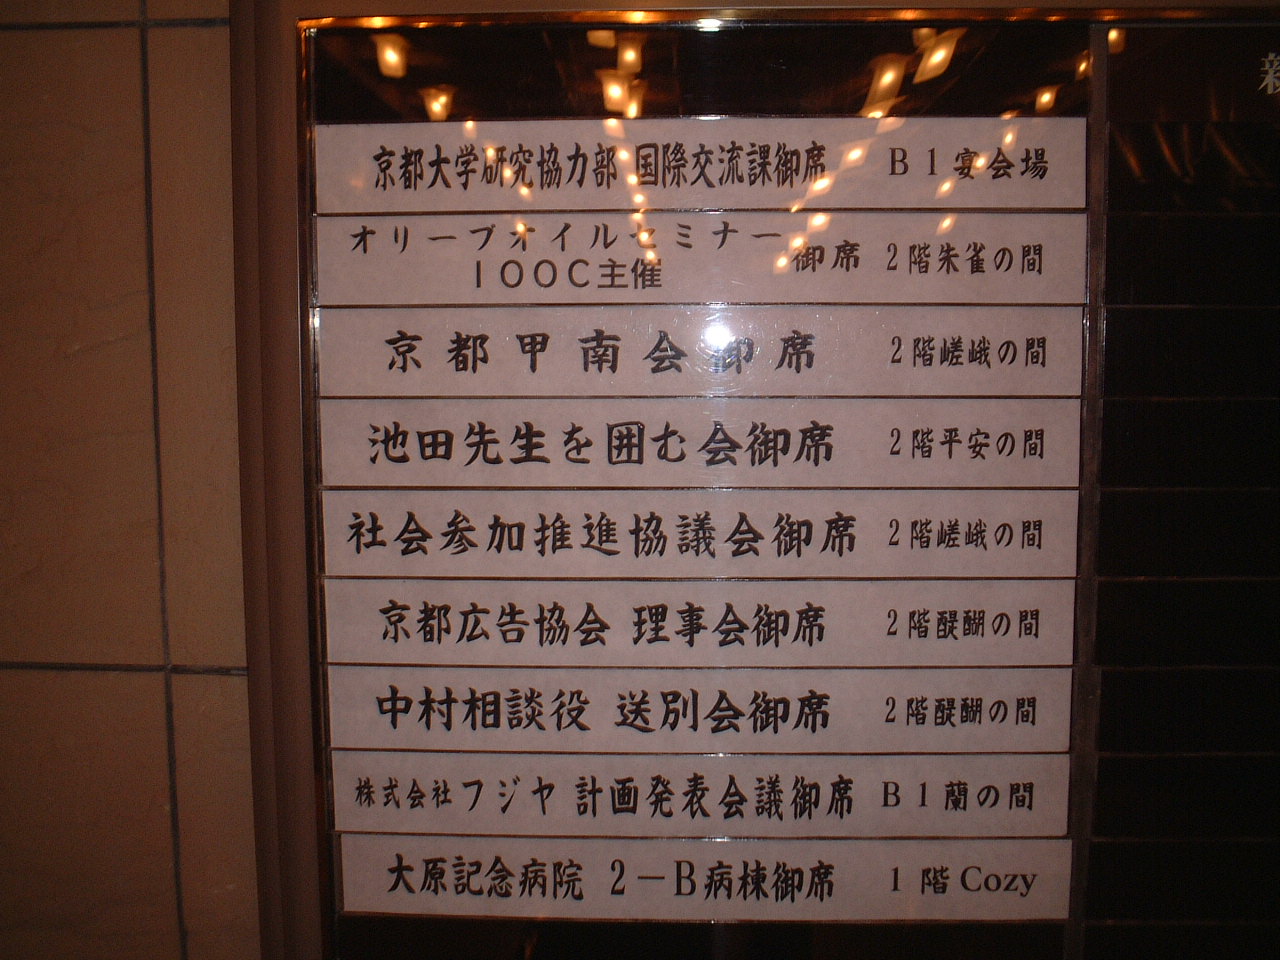 京都大学研究協力部 国際交流課御席 B1宴会場
オリーブオイルセミナー
IOOC主催
御席 2階朱雀の間
京都甲南会御席 2階嵯峨の間
池田先生を囲む会御席 2階平安の間
社会参加推進協議会御席 2階嵯峨の間
京都広告協会 理事会御席 2階醍醐の間
中村相談役 送別会御席 2階醍醐の間
株式会社フジヤ 計画発表会議御席 B1蘭の間
大原記念病院 2-B病棟御席 1階 Cozy